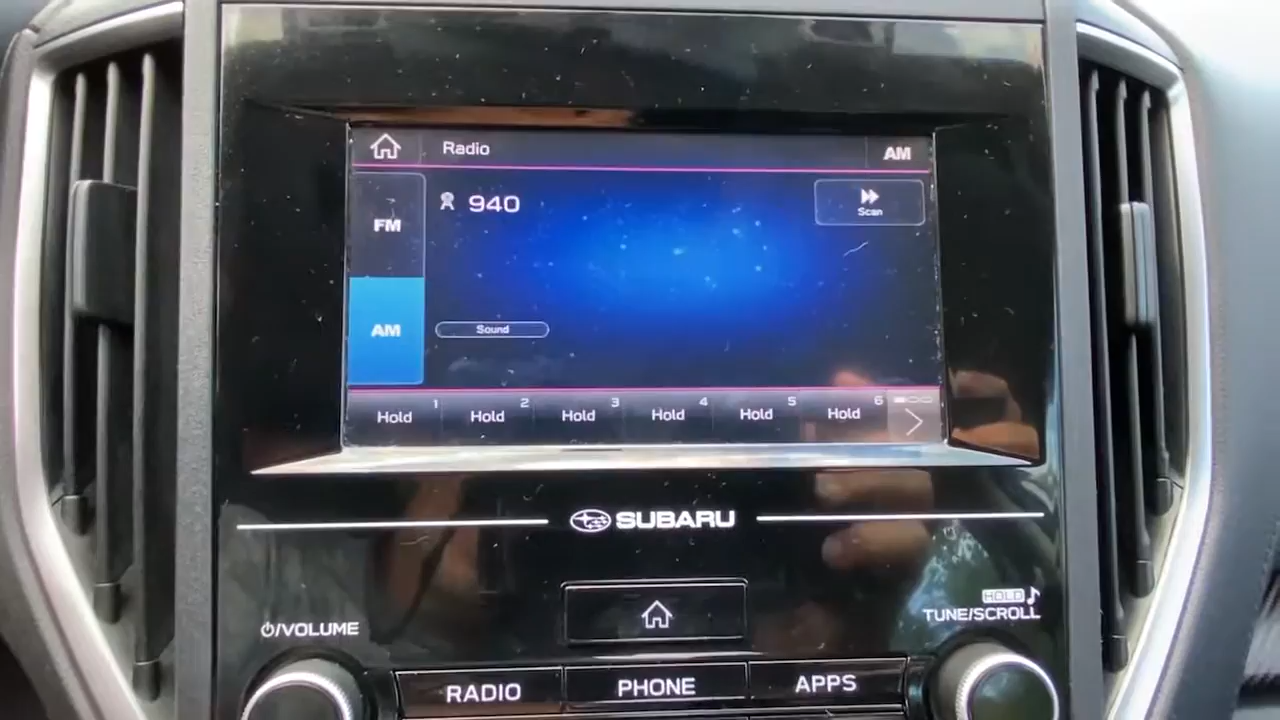 Radio
AM
940
Scan
FM
AM
Sound
1 2 3 4 5 6
Hold Hold Hold Hold Hold Hold
SUBARU
HOLD
TUNE/SCROLL
/VOLUME
RADIO PHONE APPS